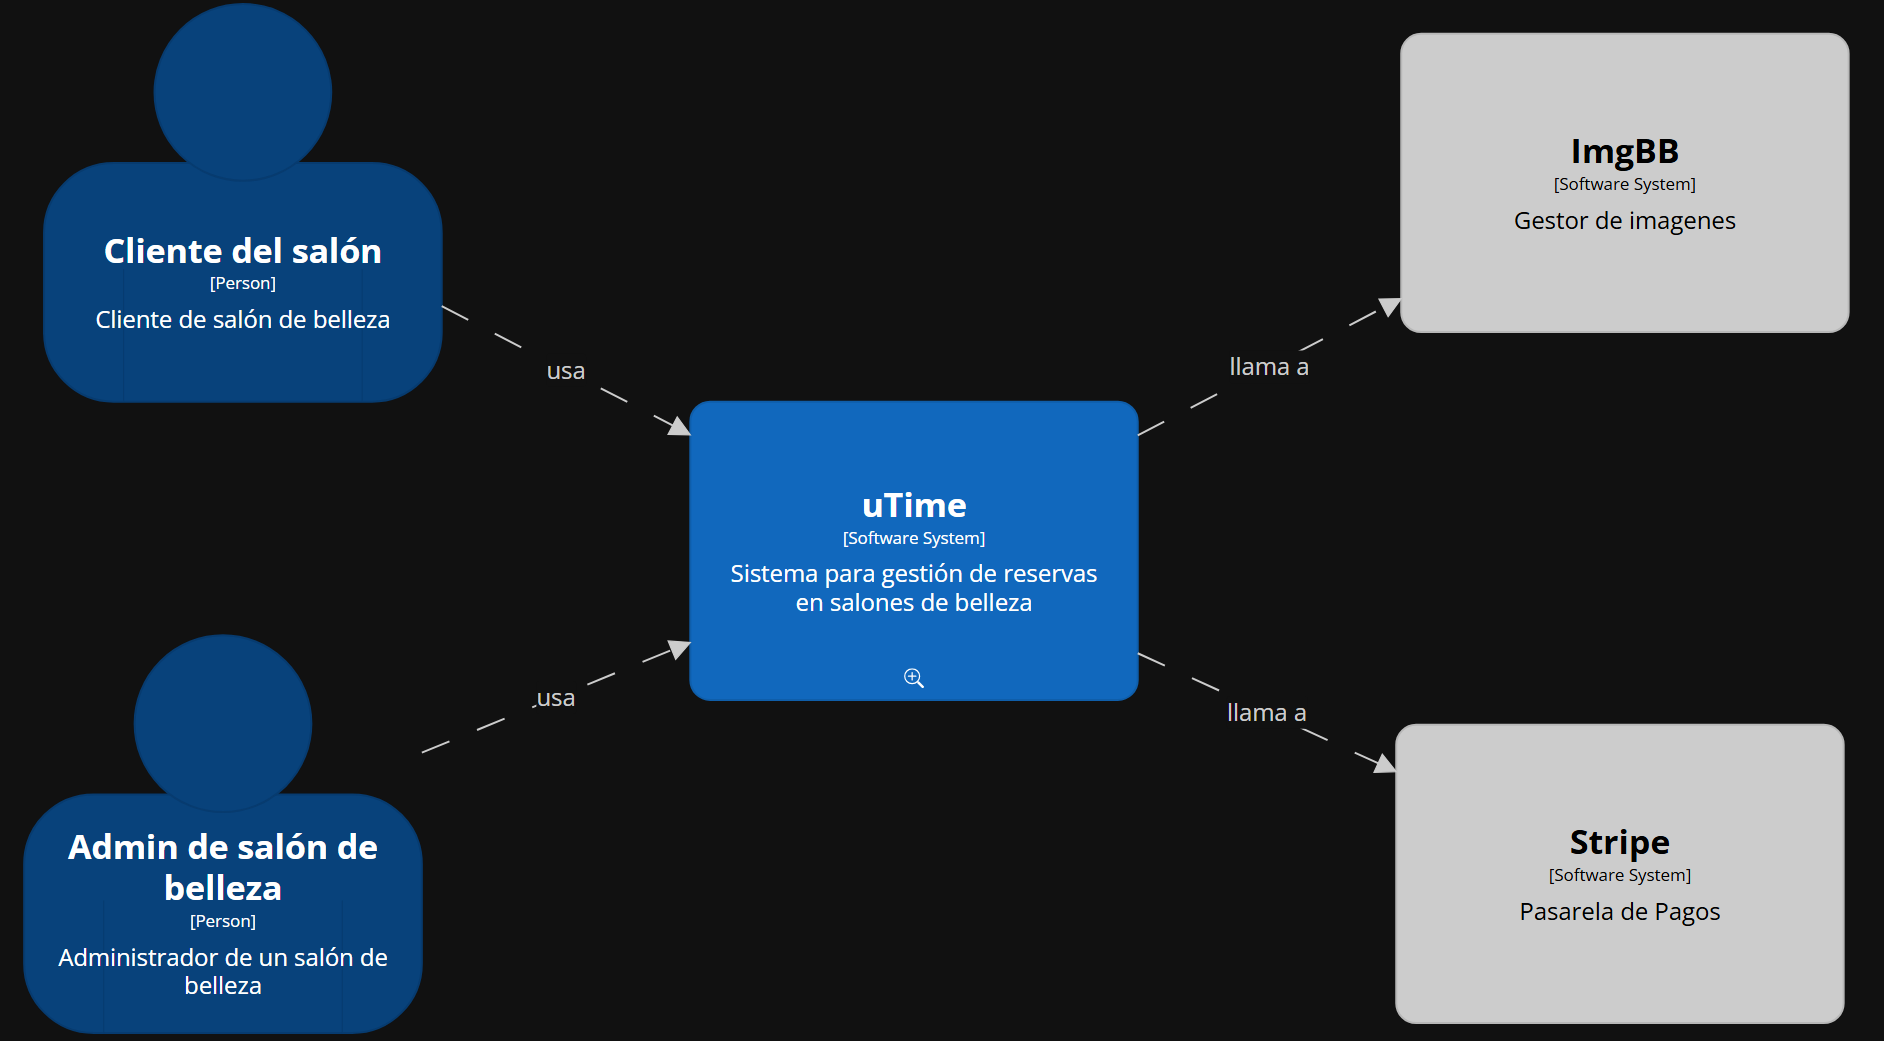 Cliente del salón
[Person]
Cliente de salón de belleza
usa
Admin de salón de
belleza
[Person]
Administrador de un salón de
belleza
usa
uTime
[Software System]
Sistema para gestión de reservas
en salones de belleza
llama a
ImgBB
[Software System]
Gestor de imagenes
llama a
Stripe
[Software System]
Pasarela de Pagos